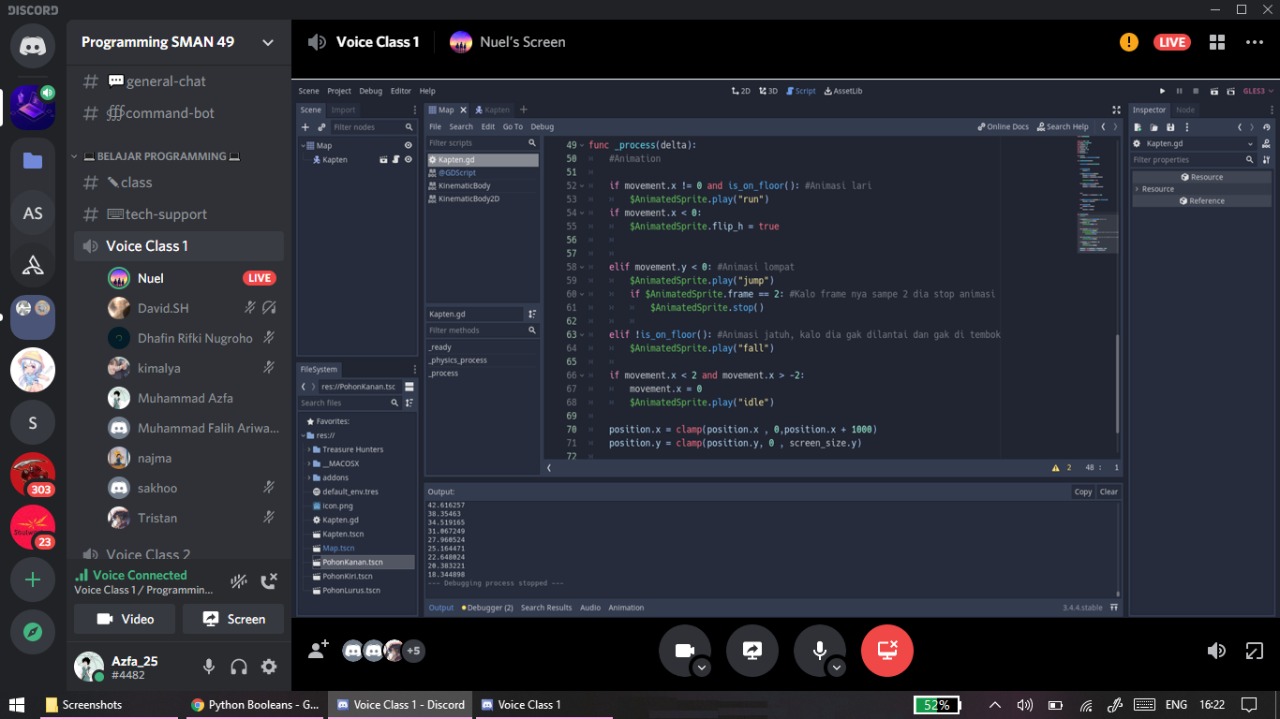 DISCORD
Programming SMAN 49
# 💬general-chat
# command-bot
💻BELAJAR PROGRAMMING💻
# ✏class
# ⌨tech-support
Voice Class 1
Nuel LIVE
David.SH
Dhafin Rifki Nugroho
kimalya
Muhammad Azfa
Muhammad Falih Ariwa...
najma
sakhoo
Tristan
Voice Class 2
Voice Connected
Voice Class 1 / Programmin...
Video Screen
Azfa_25
#4482
AS
S
303
23
Voice Class 1 Nuel's Screen LIVE
Scene Project Debug Editor Help
2D 3D Script AssetLib
GLES3
Scene Import
Filter nodes
Map
Kapten
FileSystem
res://PohonKanan.tsc
Search files
Favorites:
res://
Treasure Hunters
__MACOSX
addons
default_env.tres
icon.png
Kapten.gd
Kapten.tscn
Map.tscn
PohonKanan.tscn
PohonKiri.tscn
PohonLurus.tscn
Map Kapten
File Search Edit Go To Debug
Online Docs Search Help
Filter scripts
Kapten.gd
@GDScript
KinematicBody
KinematicBody2D
Kapten.gd
Filter methods
_ready
_physics_process
_process
49 func _process(delta):
50 #Animation
51
52 if movement.x != 0 and is_on_floor(): #Animasi lari
53 $AnimatedSprite.play("run")
54 if movement.x < 0:
55 $AnimatedSprite.flip_h = true
56
57
58 elif movement.y < 0: #Animasi lompat
59 $AnimatedSprite.play("jump")
60 if $AnimatedSprite.frame == 2: #Kalo frame nya sampe 2 dia stop animasi
61 $AnimatedSprite.stop()
62
63 elif !is_on_floor(): #Animasi jatuh, kalo dia gak dilantai dan gak di tembok
64 $AnimatedSprite.play("fall")
65
66 if movement.x < 2 and movement.x > -2:
67 movement.x = 0
68 $AnimatedSprite.play("idle")
69
70 position.x = clamp(position.x , 0,position.x + 1000)
71 position.y = clamp(position.y, 0 , screen_size.y)
72
2 48 : 1
Output: Copy Clear
42.616257
38.35463
34.519165
31.067249
27.960524
25.164471
22.648024
20.383221
18.344898
--- Debugging process stopped ---
Output Debugger (2) Search Results Audio Animation 3.4.4.stable
Inspector Node
Kapten.gd
Filter properties
Resource
Resource
Reference
+5
Screenshots
Python Booleans - G...
Voice Class 1 - Discord
Voice Class 1
52%
ENG 16:22